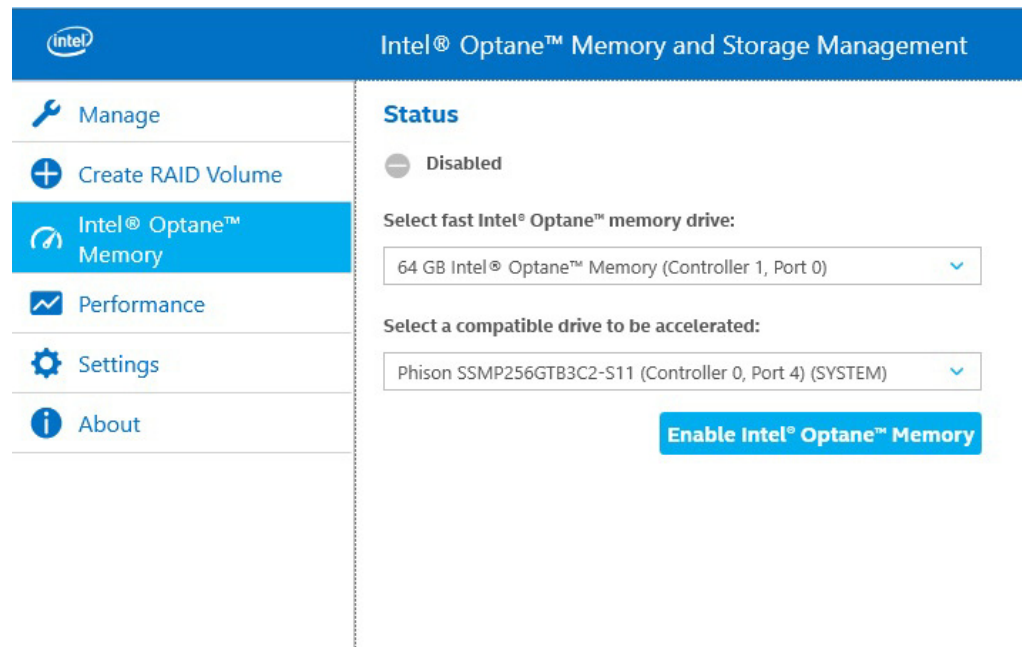 intel
Intel® Optane™ Memory and Storage Management
Manage
Create RAID Volume
Intel® Optane™
Memory
Performance
Settings
About
Status
Disabled
Select fast Intel® Optane™ memory drive:
64 GB Intel® Optane™ Memory (Controller 1, Port 0)
Select a compatible drive to be accelerated:
Phison SSMP256GTB3C2-S11 (Controller 0, Port 4) (SYSTEM)
Enable Intel® Optane™ Memory